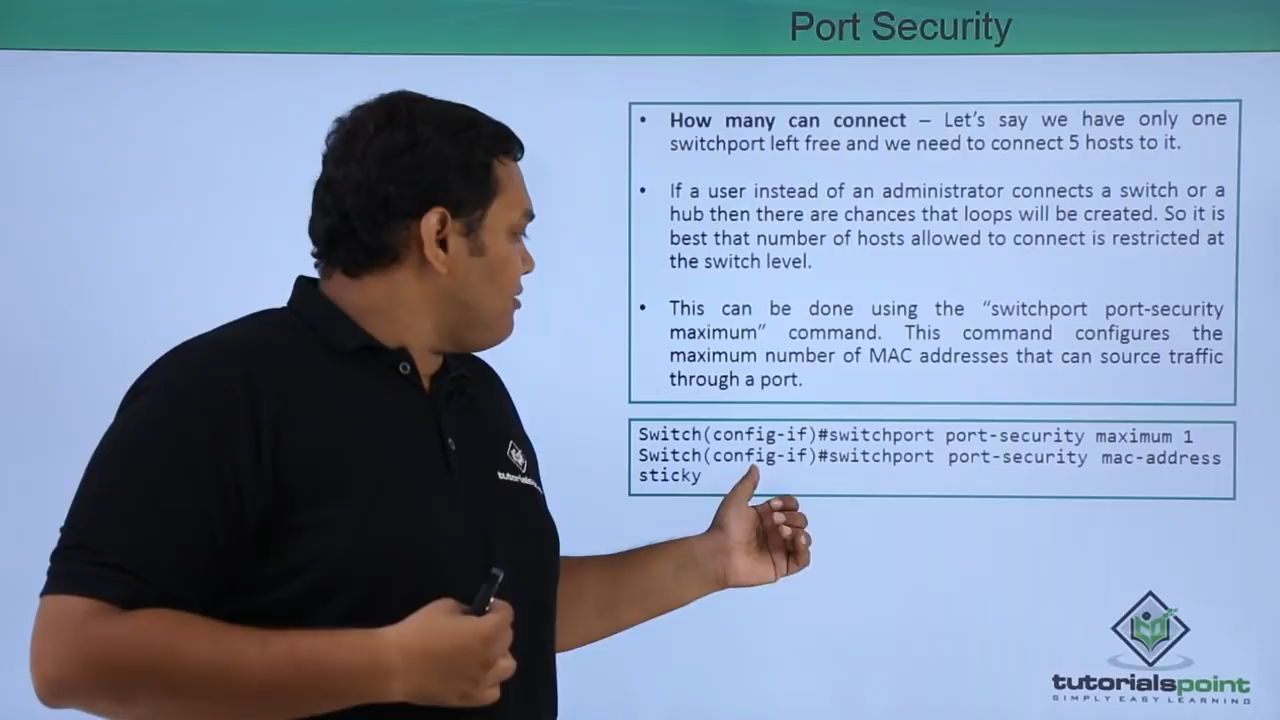 Port Security
• How many can connect – Let's say we have only one
switchport left free and we need to connect 5 hosts to it.
• If a user instead of an administrator connects a switch or a
hub then there are chances that loops will be created. So it is
best that number of hosts allowed to connect is restricted at
the switch level.
• This can be done using the “switchport port-security
maximum” command. This command configures the
maximum number of MAC addresses that can source traffic
through a port.
Switch(config-if)#switchport port-security maximum 1
Switch(config-if)#switchport port-security mac-address
sticky
tutorialspoint
SIMPLY EASY LEARNING